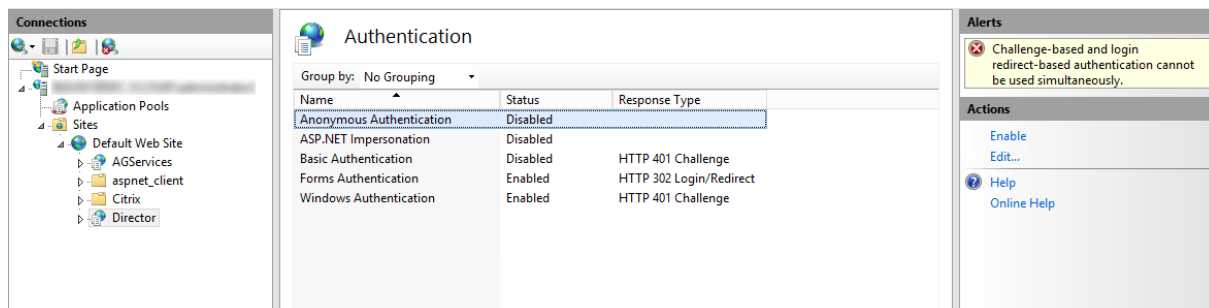 Connections
Start Page
Application Pools
Sites
Default Web Site
AGServices
aspnet_client
Citrix
Director
Authentication
Group by: No Grouping
Name Status Response Type
Anonymous Authentication Disabled
ASP.NET Impersonation Disabled
Basic Authentication Disabled HTTP 401 Challenge
Forms Authentication Enabled HTTP 302 Login/Redirect
Windows Authentication Enabled HTTP 401 Challenge
Alerts
Challenge-based and login
redirect-based authentication cannot
be used simultaneously.
Actions
Enable
Edit...
Help
Online Help